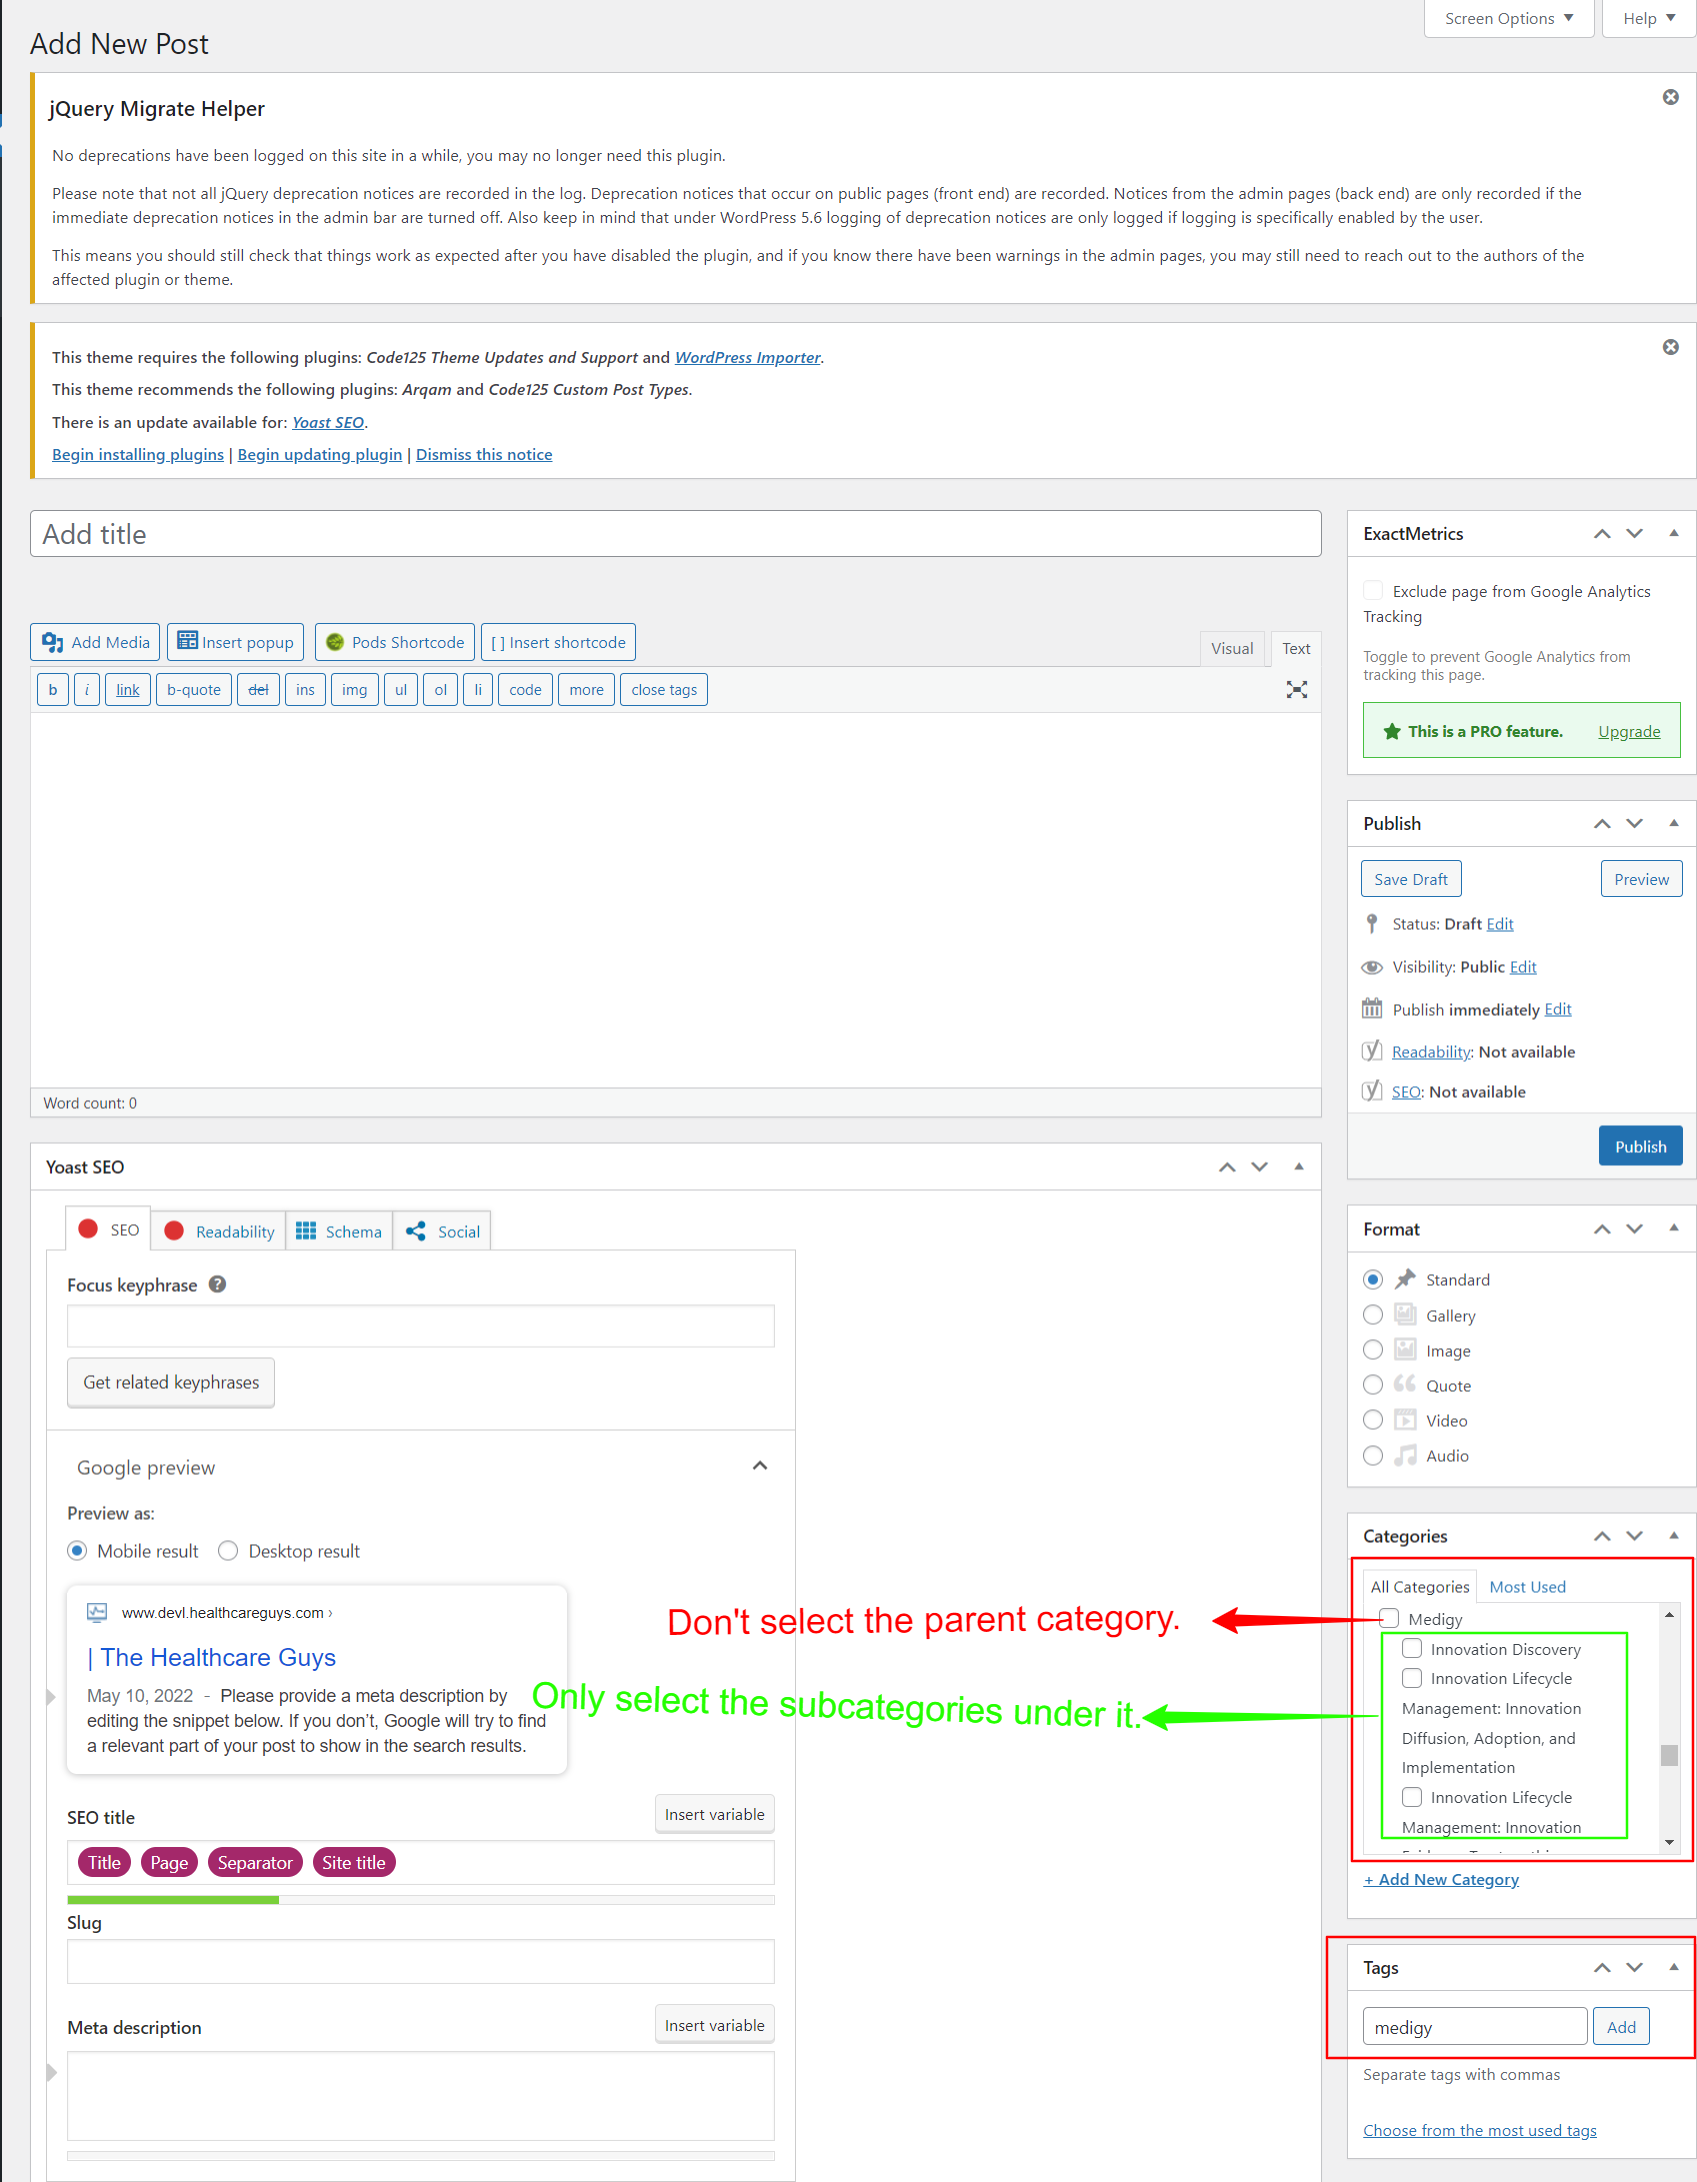 Screen Options
Help
Add New Post
jQuery Migrate Helper
No deprecations have been logged on this site in a while, you may no longer need this plugin.
Please note that not all jQuery deprecation notices are recorded in the log. Deprecation notices that occur on public pages (front end) are recorded. Notices from the admin pages (back end) are only recorded if the
immediate deprecation notices in the admin bar are turned off. Also keep in mind that under WordPress 5.6 logging of deprecation notices are only logged if logging is specifically enabled by the user.
This means you should still check that things work as expected after you have disabled the plugin, and if you know there have been warnings in the admin pages, you may still need to reach out to the authors of the
affected plugin or theme.
This theme requires the following plugins: Code125 Theme Updates and Support and WordPress Importer.
This theme recommends the following plugins: Arqam and Code125 Custom Post Types.
There is an update available for: Yoast SEO.
Begin installing plugins | Begin updating plugin | Dismiss this notice
Add title
Add Media
Insert popup
Pods Shortcode
[ ] Insert shortcode
Visual
Text
b
i
link
b-quote
del
ins
img
ul
ol
li
code
more
close tags
Word count: 0
Yoast SEO
SEO
Readability
Schema
Social
Focus keyphrase
Get related keyphrases
Google preview
Preview as:
Mobile result
Desktop result
www.devl.healthcareguys.com ›
| The Healthcare Guys
May 10, 2022 - Please provide a meta description by
editing the snippet below. If you don't, Google will try to find
a relevant part of your post to show in the search results.
Don't select the parent category.
Only select the subcategories under it.
SEO title
Insert variable
Title
Page
Separator
Site title
Slug
Meta description
Insert variable
ExactMetrics
Exclude page from Google Analytics
Tracking
Toggle to prevent Google Analytics from
tracking this page.
This is a PRO feature.
Upgrade
Publish
Save Draft
Preview
Status: Draft Edit
Visibility: Public Edit
Publish immediately Edit
Readability: Not available
SEO: Not available
Publish
Format
Standard
Gallery
Image
Quote
Video
Audio
Categories
All Categories
Most Used
Medigy
Innovation Discovery
Innovation Lifecycle
Management: Innovation
Diffusion, Adoption, and
Implementation
Innovation Lifecycle
Management: Innovation
+ Add New Category
Tags
medigy
Add
Separate tags with commas
Choose from the most used tags